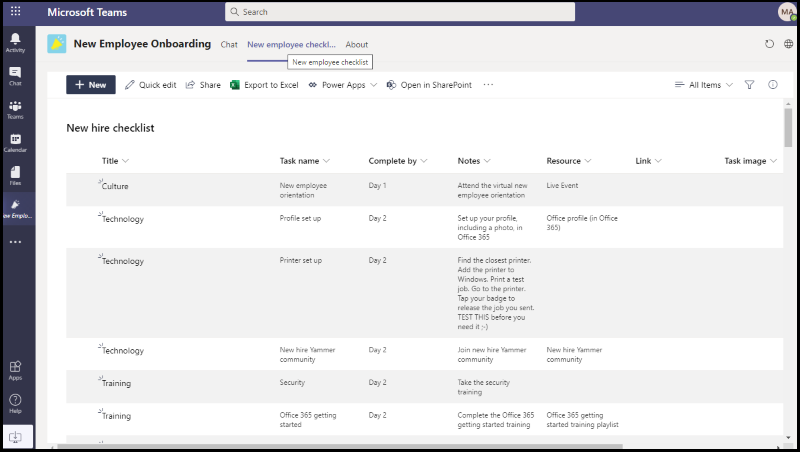 Microsoft Teams
Search
MA
Activity
Chat
Teams
Calendar
Files
ew Emplo...
Apps
Help
New Employee Onboarding Chat New employee checkl... About
New employee checklist
+ New Quick edit Share Export to Excel Power Apps Open in SharePoint ... All Items
New hire checklist
Title Task name Complete by Notes Resource Link Task image
Culture New employee Day 1 Attend the virtual new Live Event
orientation employee orientation
Technology Profile set up Day 2 Set up your profile, Office profile (in Office
including a photo, in 365)
Office 365
Technology Printer set up Day 2 Find the closest printer.
Add the printer to
Windows. Print a test
job. Go to the printer.
Tap your badge to
release the job you sent.
TEST THIS before you
need it ;-)
Technology New hire Yammer Day 2 Join new hire Yammer New hire Yammer
community community community
Training Security Day 2 Take the security
training
Training Office 365 getting Day 2 Complete the Office 365 Office 365 getting
started getting started training started training playlist